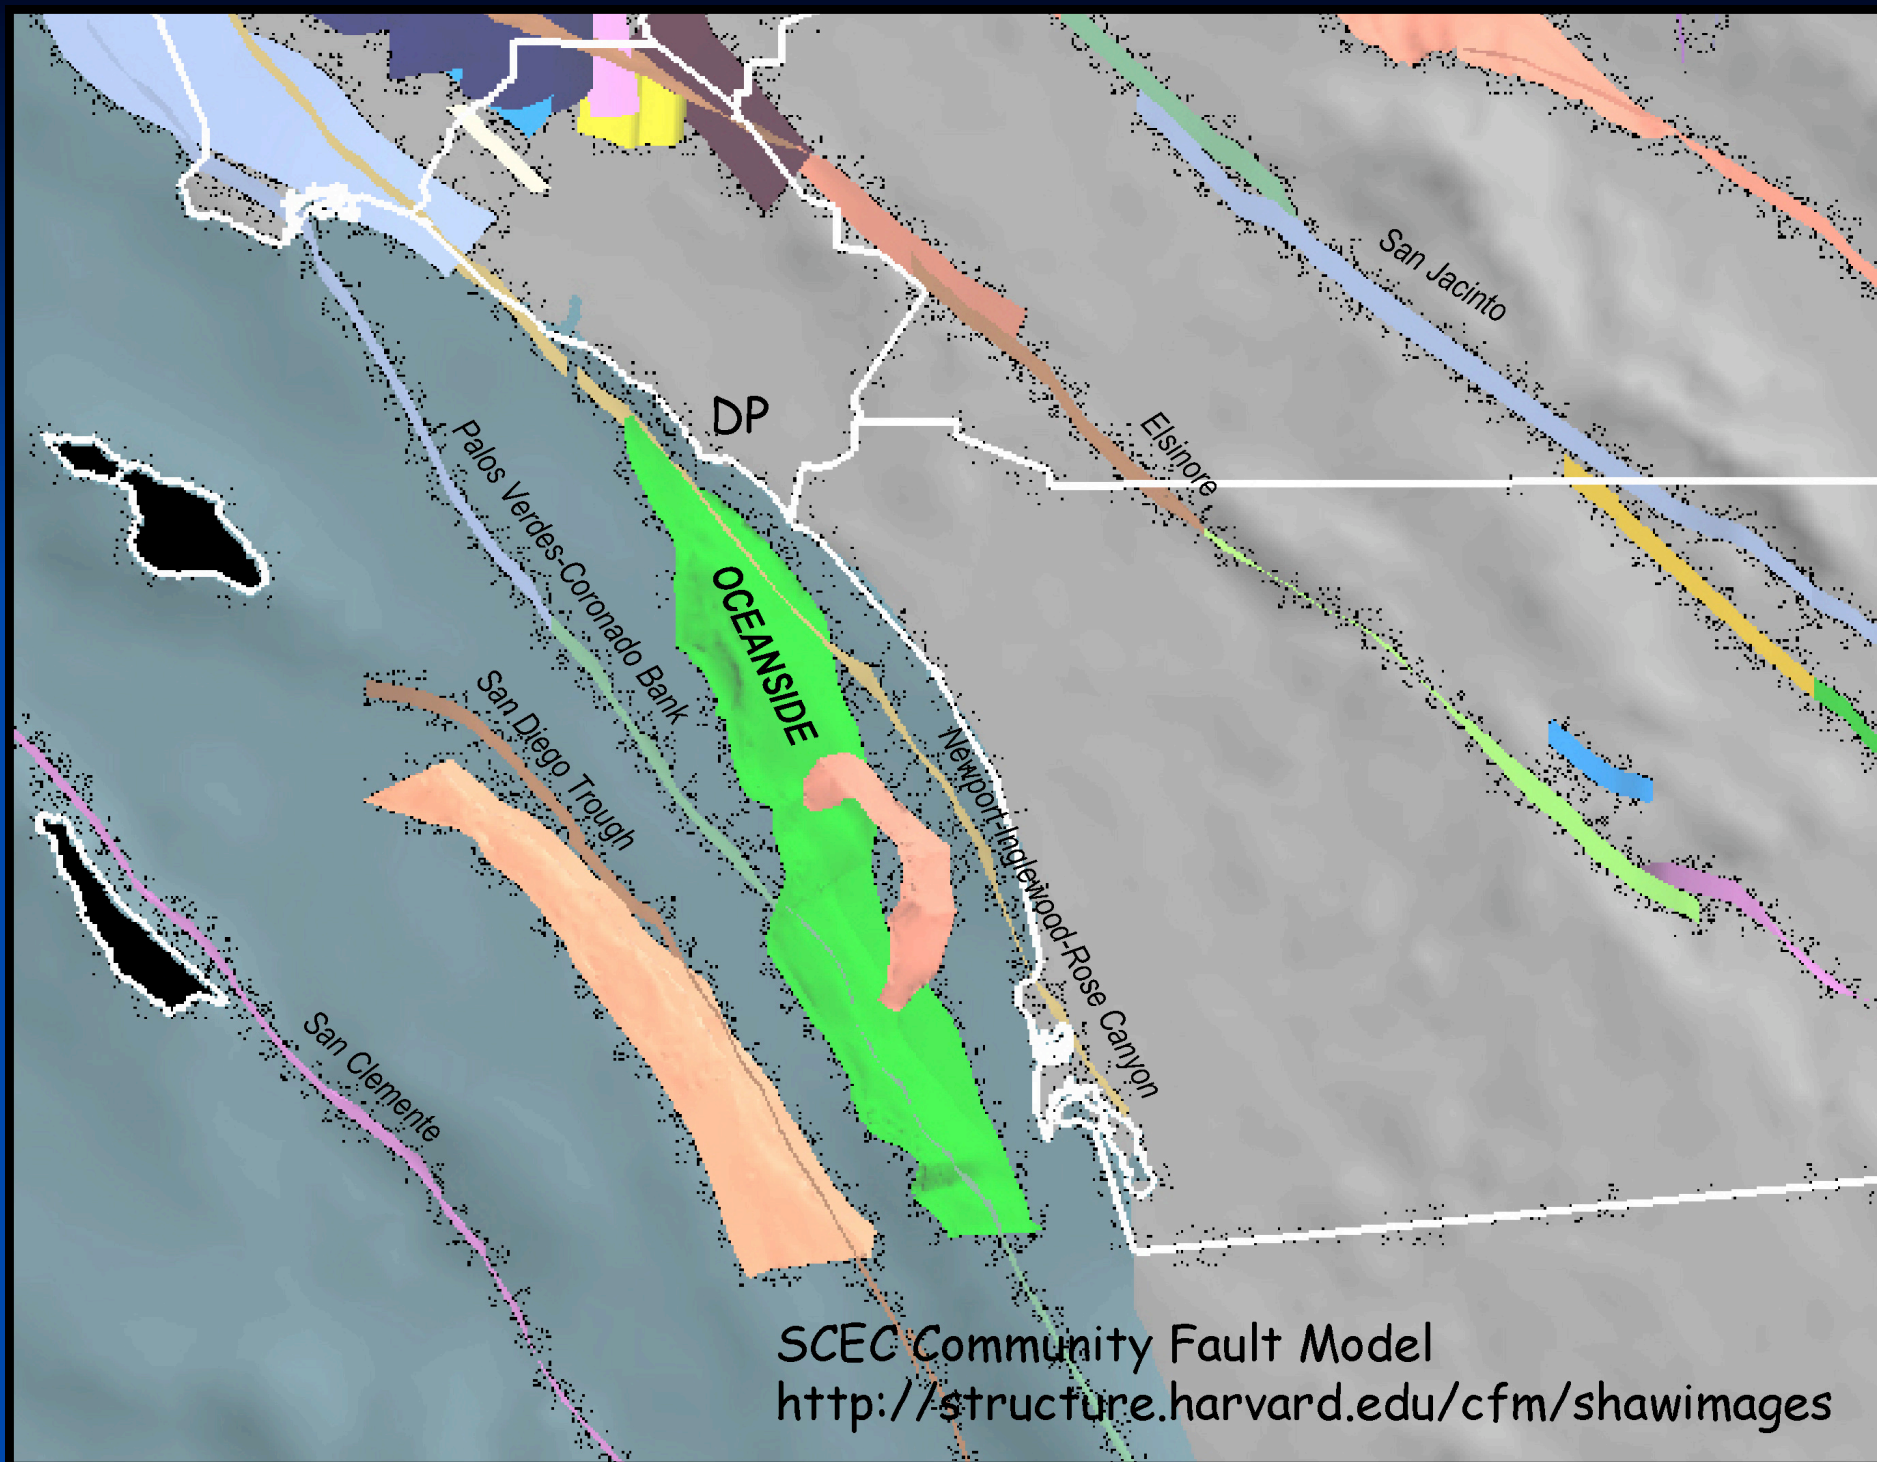 San Jacinto
DP
Elsinore
Palos Verdes-Coronado Bank
OCEANSIDE
San Diego Trough
Newport-Inglewood-Rose Canyon
San Clemente
SCEC Community Fault Model
http://structure.harvard.edu/cfm/shawimages